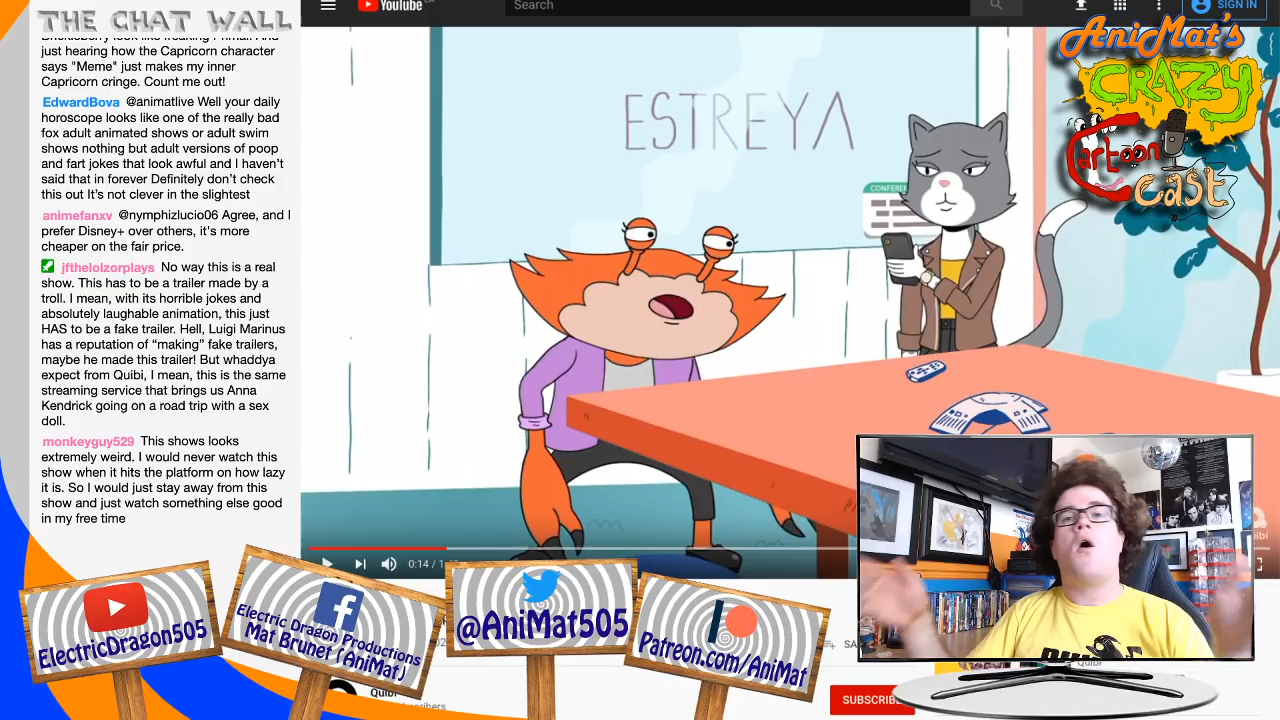 THE CHAT WALL
just hearing how the Capricorn character
says "Meme" just makes my inner
Capricorn cringe. Count me out!
EdwardBova @animatlive Well your daily
horoscope looks like one of the really bad
fox adult animated shows or adult swim
shows nothing but adult versions of poop
and fart jokes that look awful and I haven't
said that in forever Definitely don't check
this out It's not clever in the slightest
animefanxv @nymphizlucio06 Agree, and I
prefer Disney+ over others, it's more
cheaper on the fair price.
jfthelolzorplays No way this is a real
show. This has to be a trailer made by a
troll. I mean, with its horrible jokes and
absolutely laughable animation, this just
HAS to be a fake trailer. Hell, Luigi Marinus
has a reputation of “making” fake trailers,
maybe he made this trailer! But whaddya
expect from Quibi, I mean, this is the same
streaming service that brings us Anna
Kendrick going on a road trip with a sex
doll.
monkeyguy529 This shows looks
extremely weird. I would never watch this
show when it hits the platform on how lazy
it is. So I would just stay away from this
show and just watch something else good
in my free time
YouTube
Search
SIGN IN
AniMat's
CRAZY
Cartoon
Cast
ESTREYA
CONFEREN
0:14 / 1
ElectricDragon505
Electric Dragon Productions
Mat Brunet (AniMat)
@AniMat505
Patreon.com/AniMat
Quibi
SUBSCRIBE
Quibi